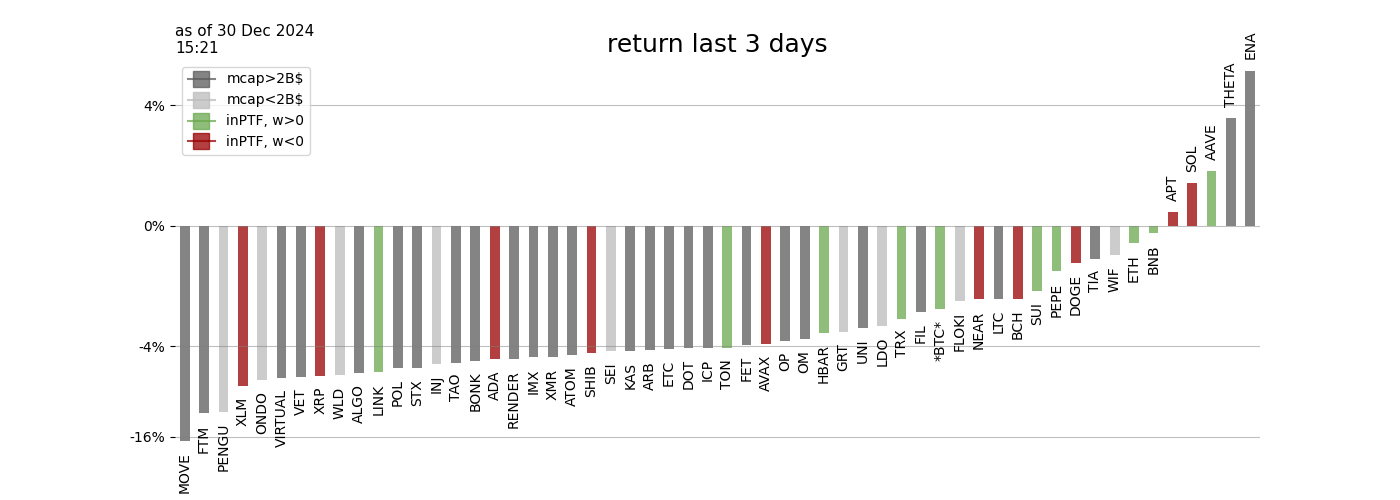 as of 30 Dec 2024
15:21
return last 3 days
mcap>2B$
mcap<2B$
inPTF, w>0
inPTF, w<0
4%
0%
-4%
-16%
MOVE
FTM
PENGU
XLM
ONDO
VIRTUAL
VET
XRP
WLD
ALGO
LINK
POL
STX
INJ
TAO
BONK
ADA
RENDER
IMX
XMR
ATOM
SHIB
SEI
KAS
ARB
ETC
DOT
ICP
TON
FET
AVAX
OP
OM
HBAR
GRT
UNI
LDO
TRX
FIL
*BTC*
FLOKI
NEAR
LTC
BCH
SUI
PEPE
DOGE
TIA
WIF
ETH
BNB
APT
SOL
AAVE
THETA
ENA